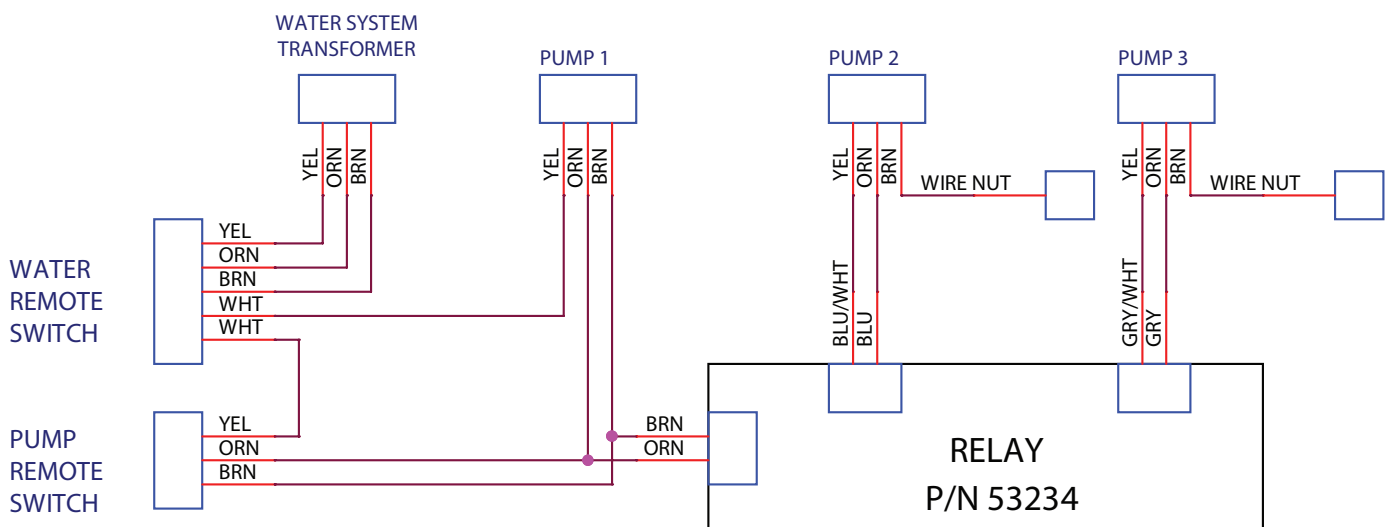 WATER SYSTEM
TRANSFORMER
PUMP 1
PUMP 2
PUMP 3
YEL
ORN
BRN
YEL
ORN
BRN
YEL
ORN
BRN
WIRE NUT
YEL
ORN
BRN
WIRE NUT
WATER
REMOTE
SWITCH
YEL
ORN
BRN
WHT
WHT
BLU/WHT
BLU
GRY/WHT
GRY
PUMP
REMOTE
SWITCH
YEL
ORN
BRN
BRN
ORN
RELAY
P/N 53234